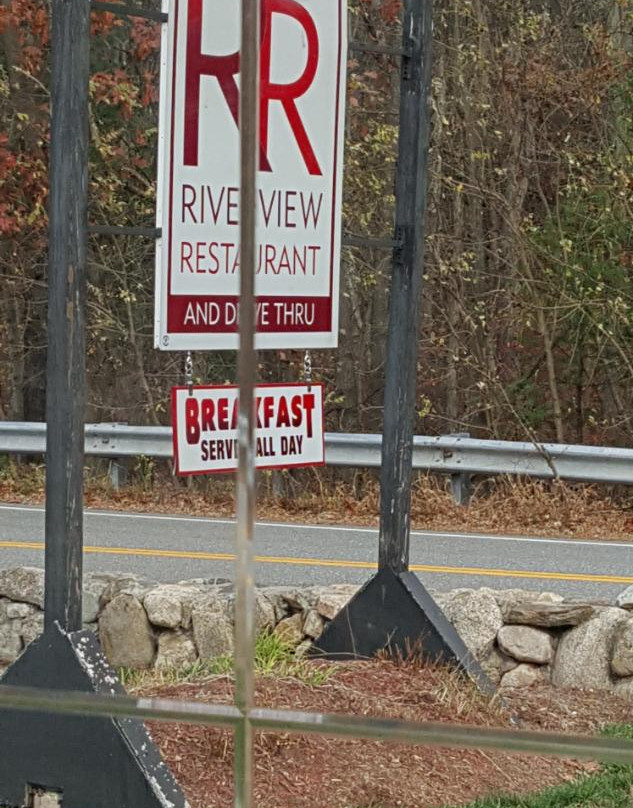 RR
RIVERVIEW
RESTAURANT
AND DRIVE THRU
BREAKFAST
SERVED ALL DAY